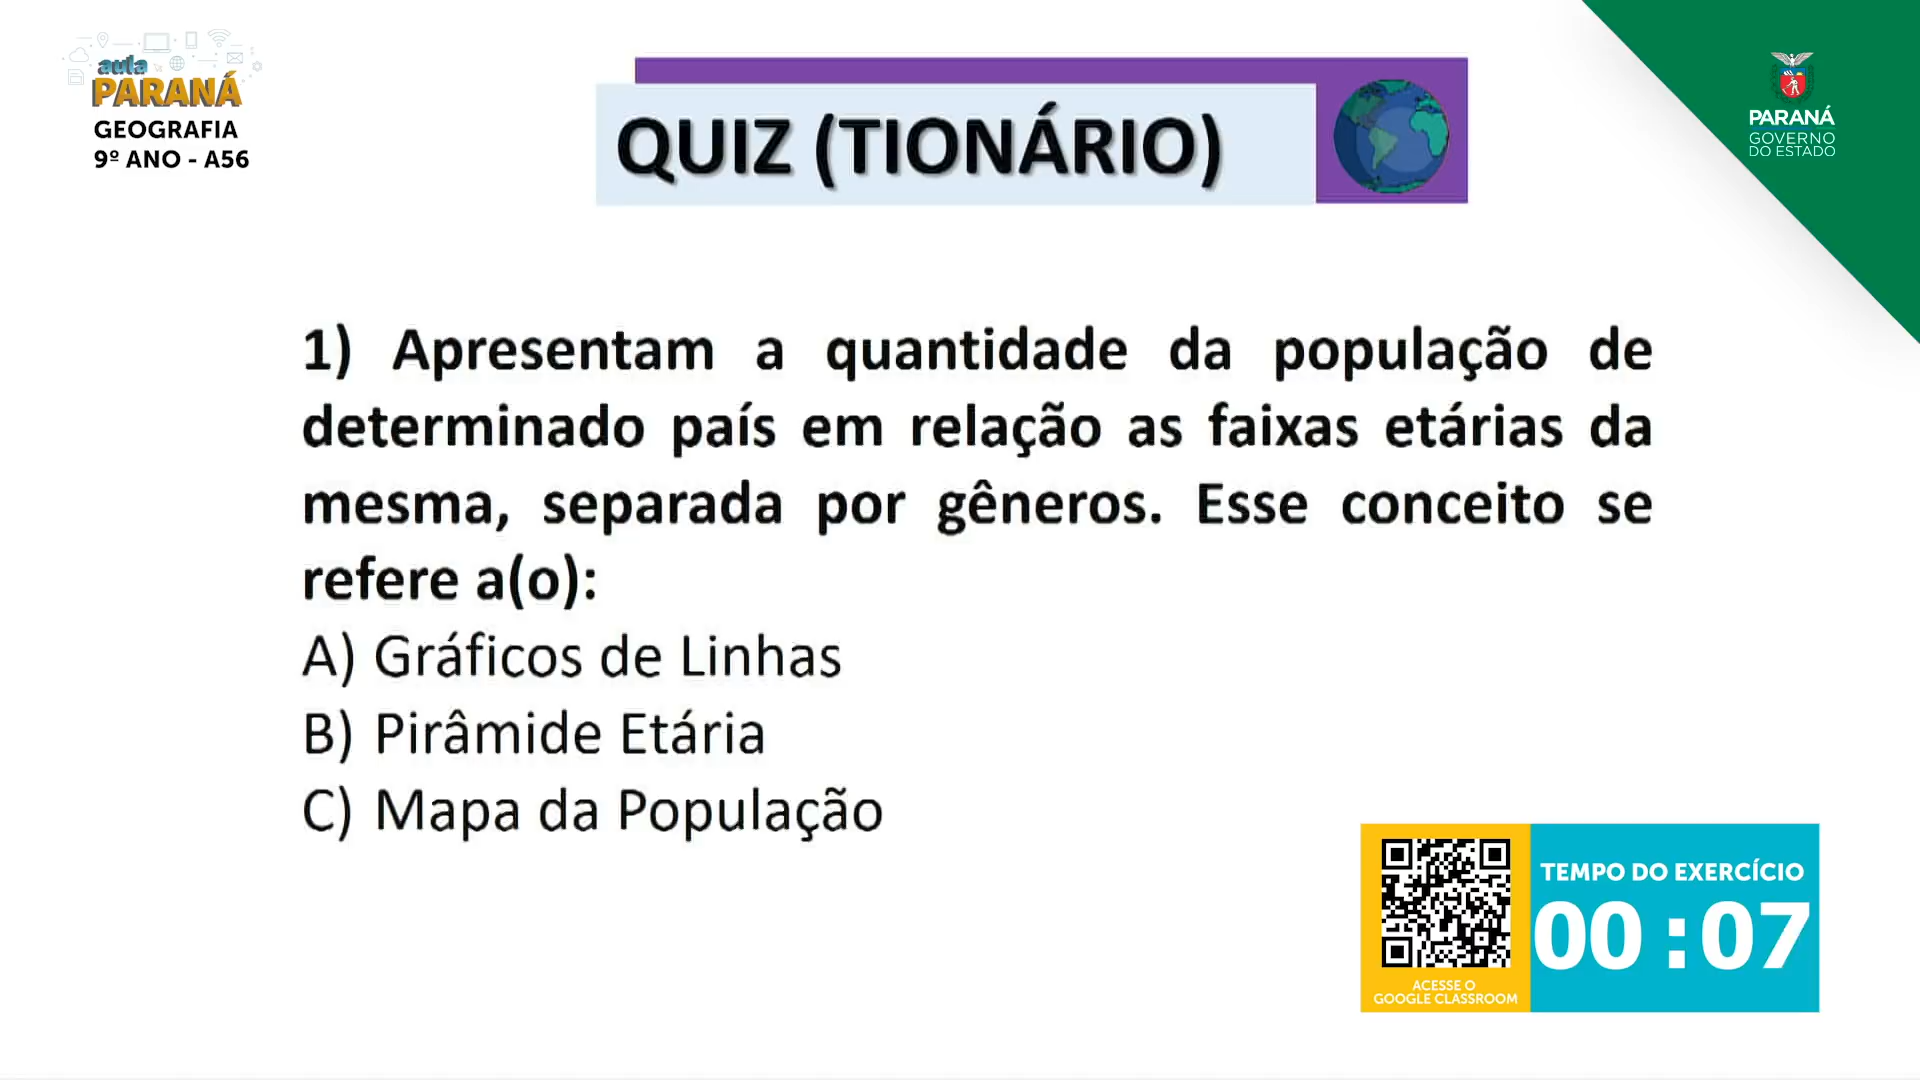 aula
PARANÁ
GEOGRAFIA
9º ANO - A56
QUIZ (TIONÁRIO)
PARANÁ
GOVERNO
DO ESTADO
1) Apresentam a quantidade da população de
determinado país em relação as faixas etárias da
mesma, separada por gêneros. Esse conceito se
refere a(o):
A) Gráficos de Linhas
B) Pirâmide Etária
C) Mapa da População
TEMPO DO EXERCÍCIO
00 :07
ACESSE O
GOOGLE CLASSROOM